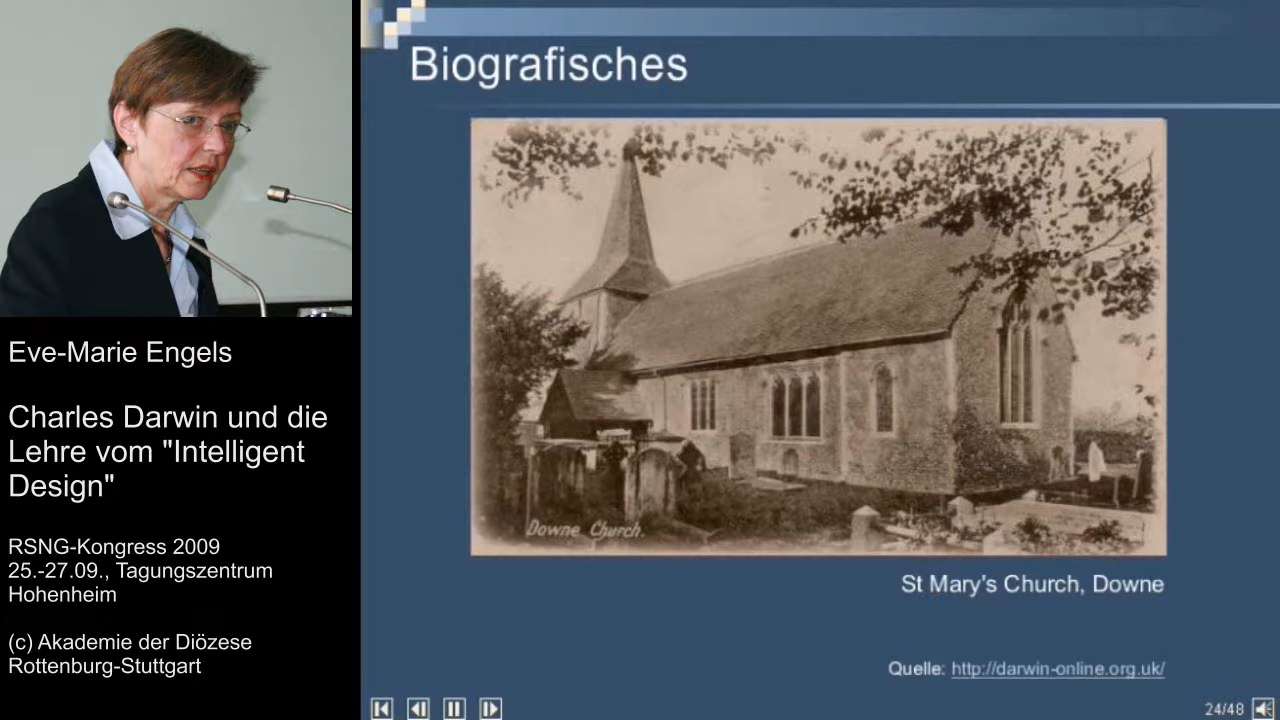 Eve-Marie Engels
Charles Darwin und die
Lehre vom "Intelligent
Design"
RSNG-Kongress 2009
25.-27.09., Tagungszentrum
Hohenheim
(c) Akademie der Diözese
Rottenburg-Stuttgart
Biografisches
Downe Church.
St Mary's Church, Downe
Quelle: http://darwin-online.org.uk/
24/48